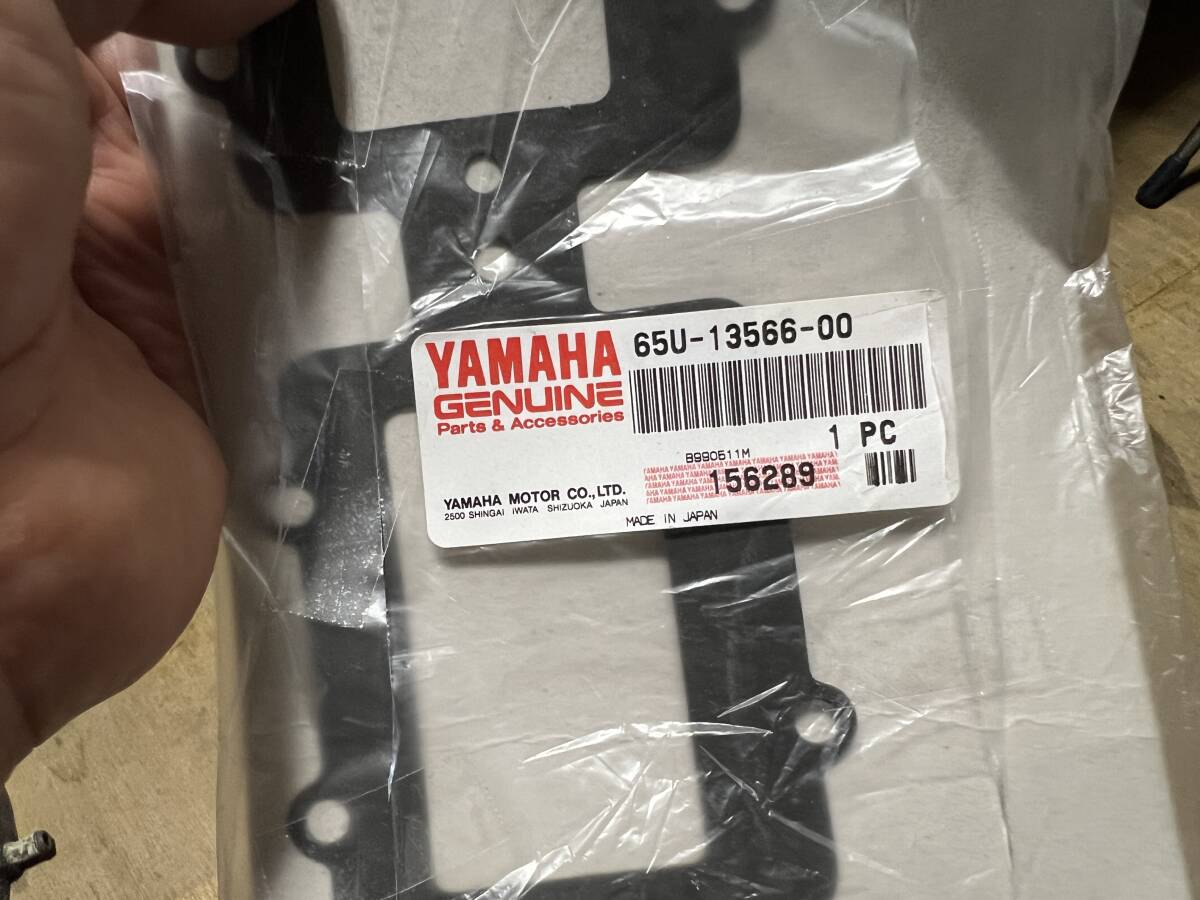 YAMAHA
GENUINE
Parts & Accessories
65U-13566-00
1 PC
B990511M
156289
YAMAHA MOTOR CO.,LTD.
2500 SHINGAI IWATA SHIZUOKA JAPAN
MADE IN JAPAN